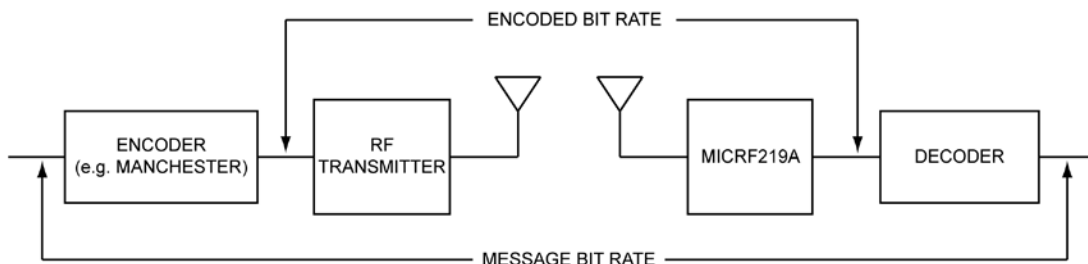 ENCODED BIT RATE
ENCODER
(e.g. MANCHESTER)
RF
TRANSMITTER
MICRF219A
DECODER
MESSAGE BIT RATE